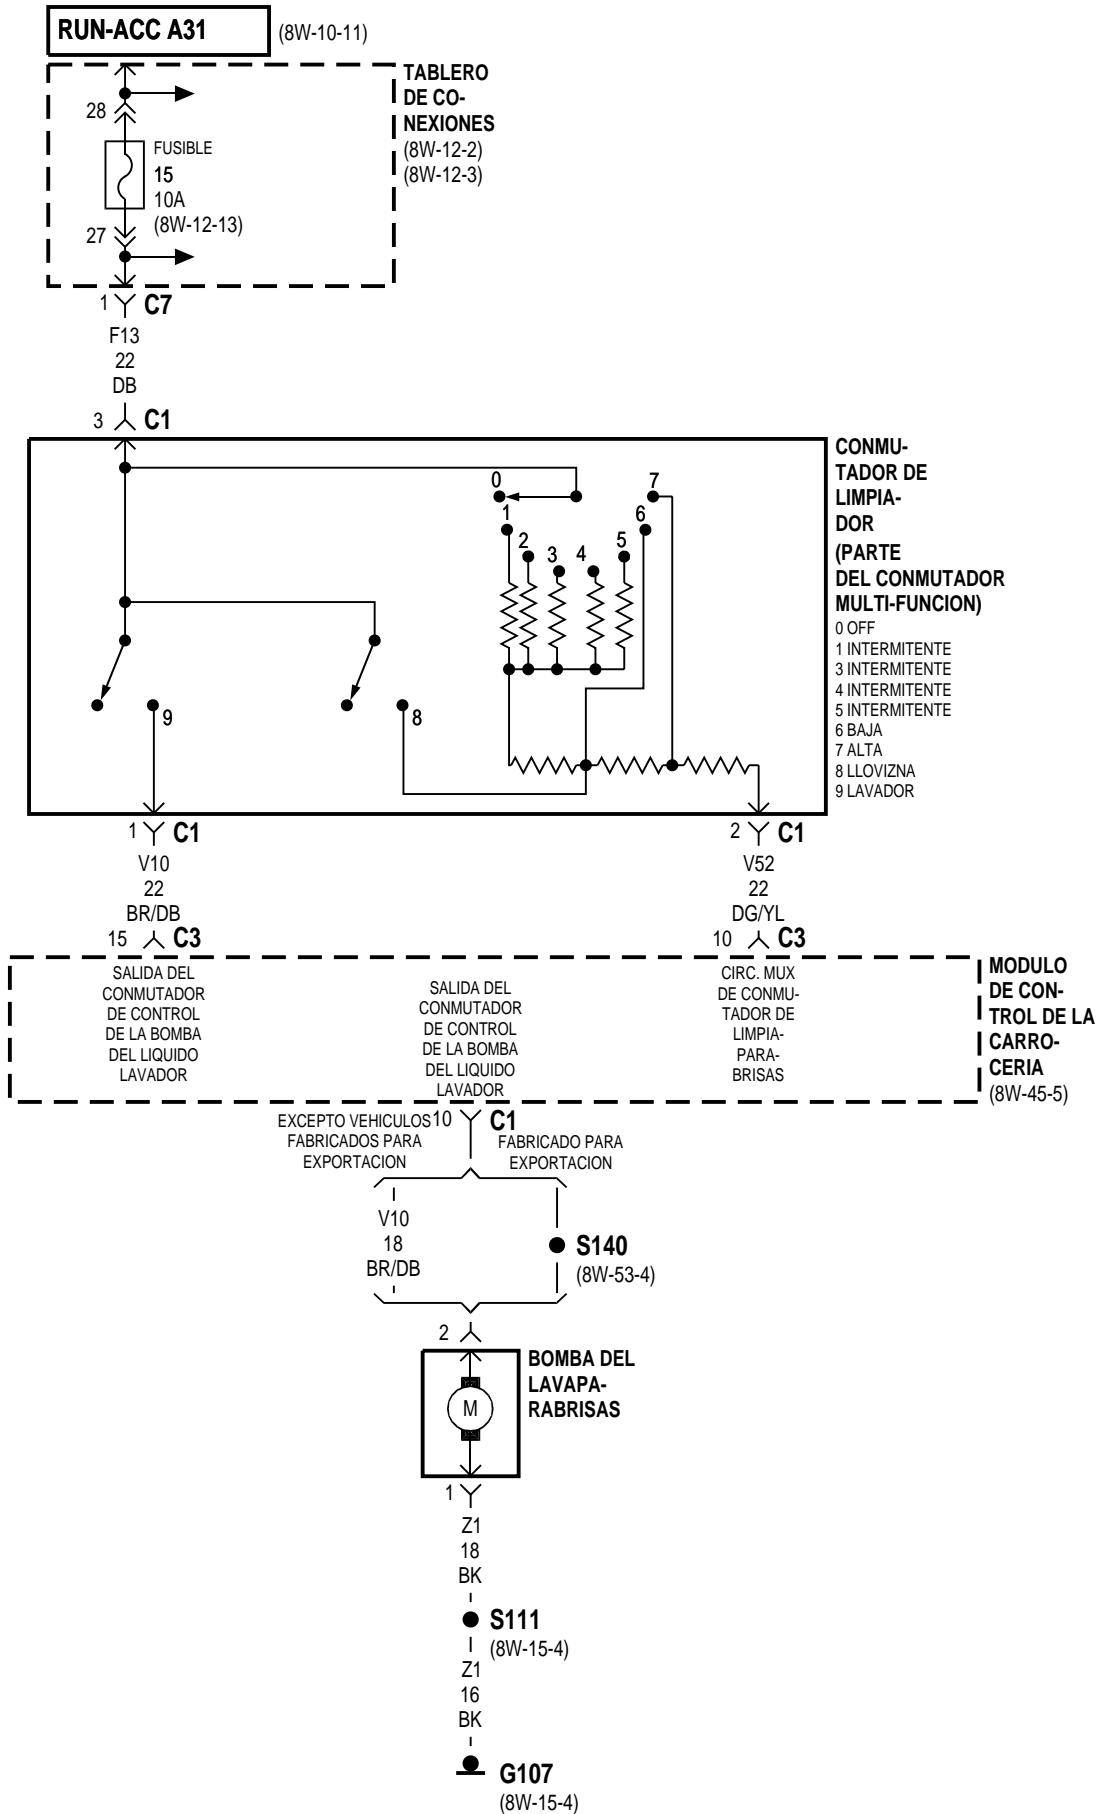 RUN-ACC A31
(8W-10-11)
TABLERO
DE CO-
NEXIONES
(8W-12-2)
(8W-12-3)
28
FUSIBLE
15
10A
(8W-12-13)
27
1
C7
F13
22
DB
3
C1
CONMU-
TADOR DE
LIMPIA-
DOR
(PARTE
DEL CONMUTADOR
MULTI-FUNCION)
0 OFF
1 INTERMITENTE
3 INTERMITENTE
4 INTERMITENTE
5 INTERMITENTE
6 BAJA
7 ALTA
8 LLOVIZNA
9 LAVADOR
0
1
2
3
4
5
6
7
9
8
1
C1
V10
22
BR/DB
15
C3
2
C1
V52
22
DG/YL
10
C3
SALIDA DEL
CONMUTADOR
DE CONTROL
DE LA BOMBA
DEL LIQUIDO
LAVADOR
SALIDA DEL
CONMUTADOR
DE CONTROL
DE LA BOMBA
DEL LIQUIDO
LAVADOR
CIRC. MUX
DE CONMU-
TADOR DE
LIMPIA-
PARA-
BRISAS
MODULO
DE CON-
TROL DE LA
CARRO-
CERIA
(8W-45-5)
EXCEPTO VEHICULOS
FABRICADOS PARA
EXPORTACION
10
C1
FABRICADO PARA
EXPORTACION
V10
18
BR/DB
S140
(8W-53-4)
2
BOMBA DEL
LAVAPA-
RABRISAS
M
1
Z1
18
BK
S111
(8W-15-4)
Z1
16
BK
G107
(8W-15-4)